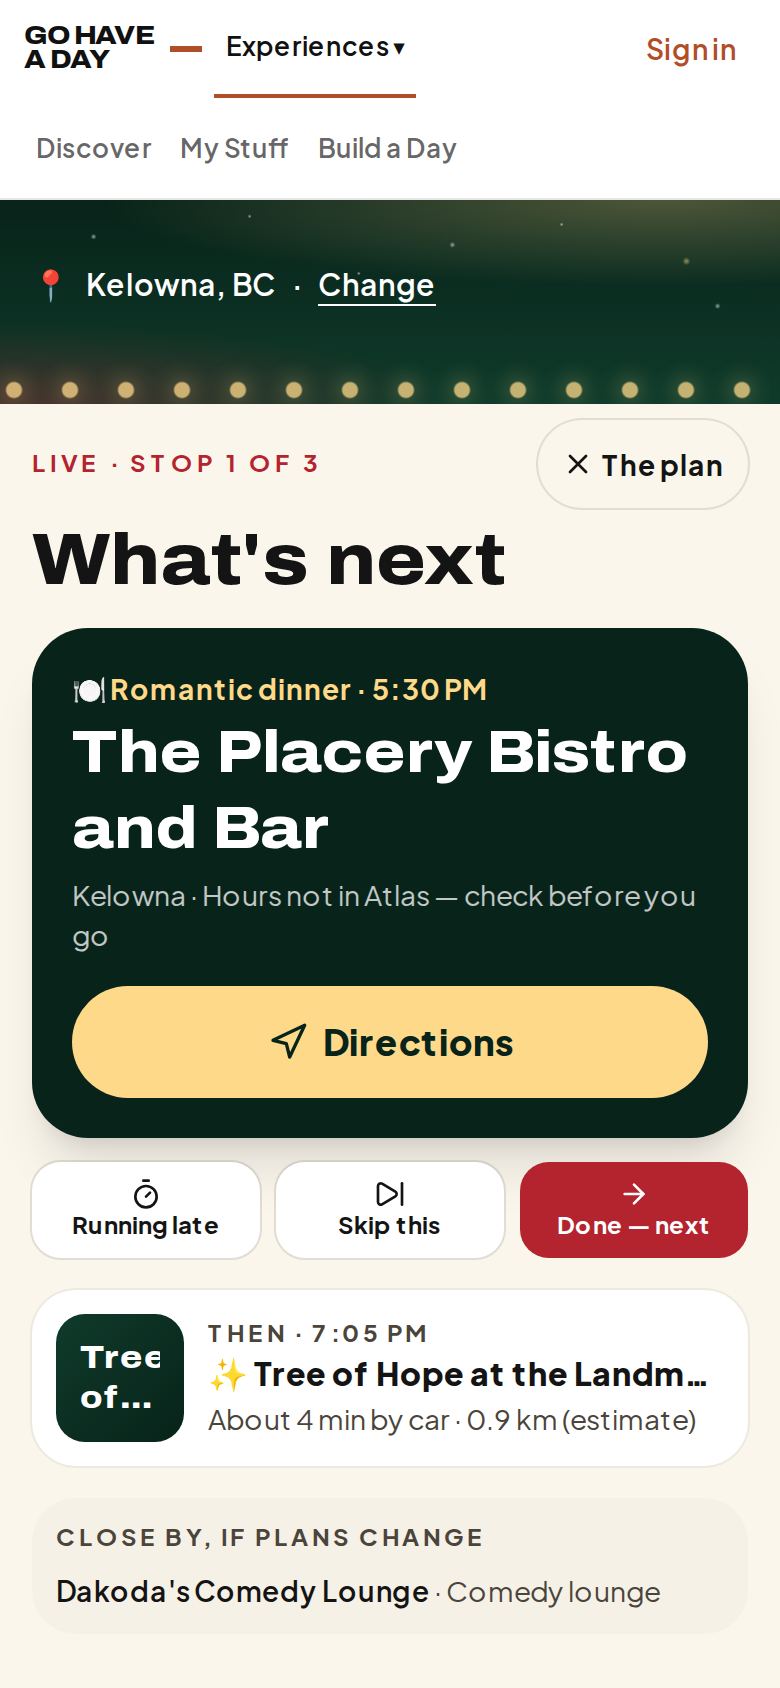 GO HAVE
A DAY
Experiences ▾
Sign in
Discover
My Stuff
Build a Day
📍 Kelowna, BC · Change
LIVE · STOP 1 OF 3
The plan
What's next
🍽️ Romantic dinner · 5:30 PM
The Placery Bistro
and Bar
Kelowna · Hours not in Atlas — check before you
go
Directions
Running late
Skip this
Done — next
Tree
of…
THEN · 7:05 PM
✨ Tree of Hope at the Landm…
About 4 min by car · 0.9 km (estimate)
CLOSE BY, IF PLANS CHANGE
Dakoda's Comedy Lounge · Comedy lounge